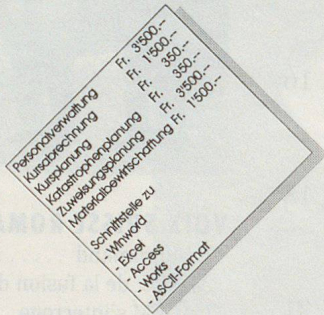 Personalverwaltung Fr. 3'500.--
Kursabrechnung Fr. 1'500.--
Kursplanung Fr. 350.--
Katastrophenplanung Fr. 350.--
Zuweisungsplanung Fr. 3'500.--
Materialbewirtschaftung Fr. 1'500.--
Schnittstelle zu
- Winword
- Excel
- Access
- Works
- ASCII-Format